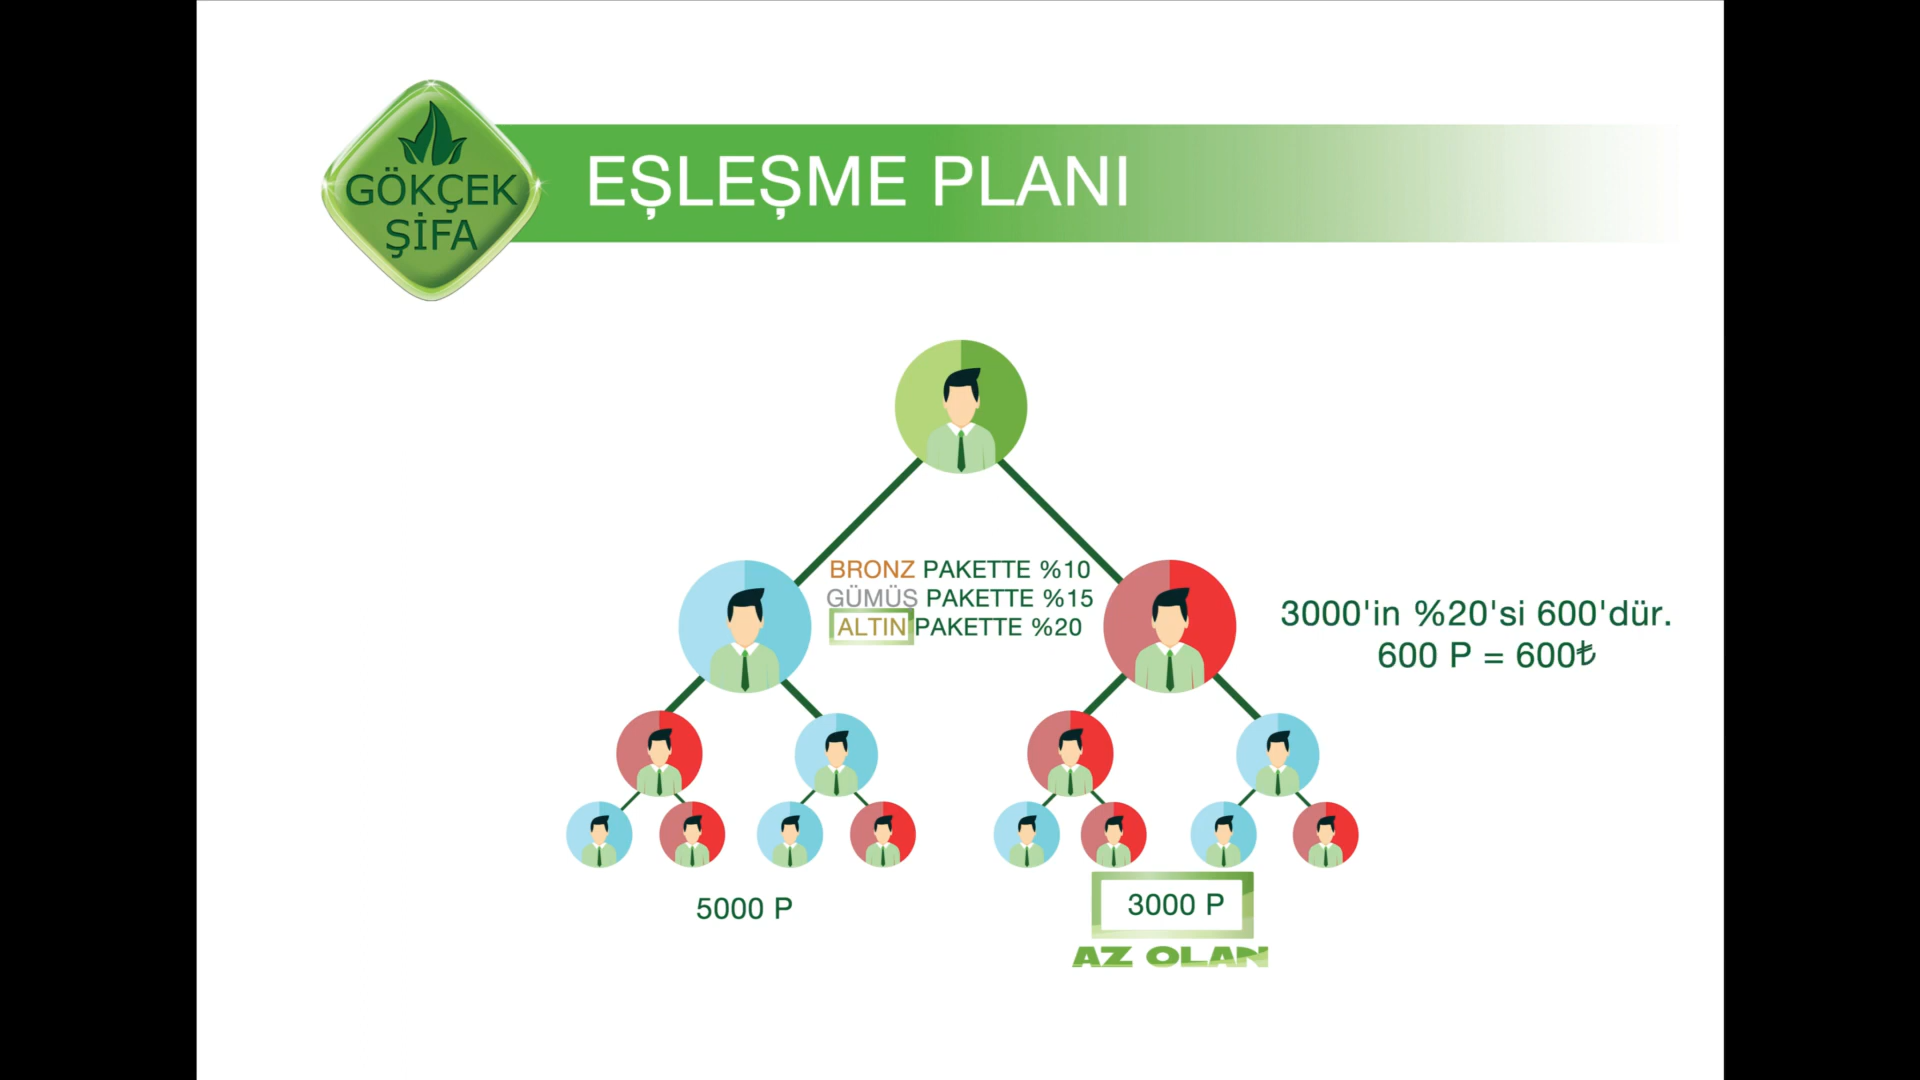 GÖKÇEK
ŞİFA
EŞLEŞME PLANI
BRONZ PAKETTE %10
GÜMÜS PAKETTE %15
ALTIN PAKETTE %20
3000'in %20'si 600'dür.
600 P = 600₺
5000 P
3000 P
AZ OLAN